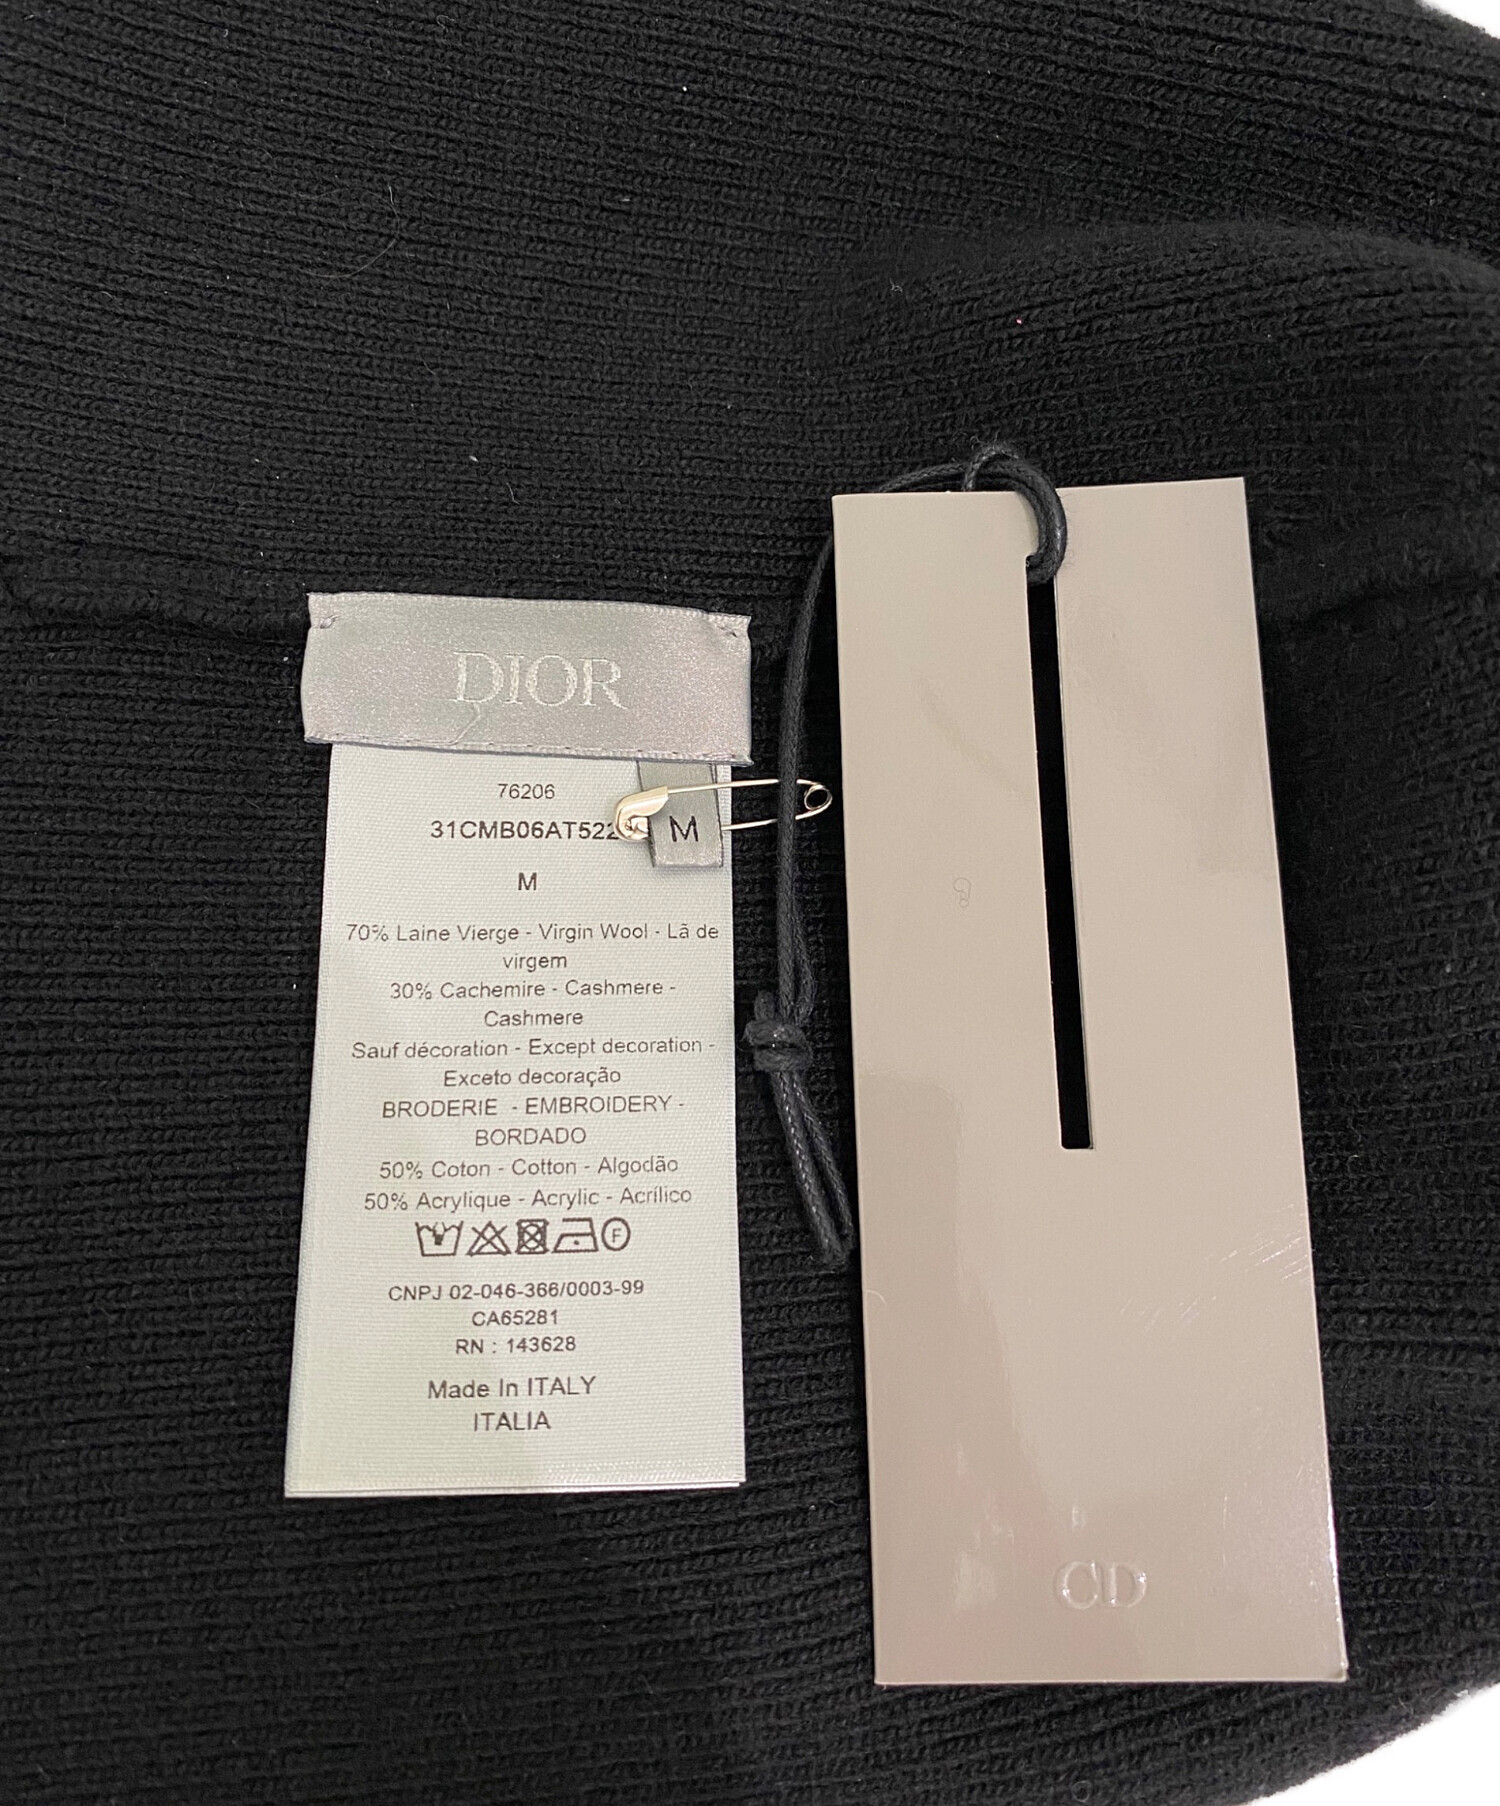 DIOR
76206
M
M
70% Laine Vierge - Virgin Wool - Lã de
virgem
30% Cachemire - Cashmere -
Cashmere
Sauf décoration - Except decoration -
Exceto decoração
BRODERIE - EMBROIDERY -
BORDADO
50% Coton - Cotton - Algodão
50% Acrylique - Acrylic - Acrílico
F
CNPJ 02-046-366/0003-99
CA65281
RN : 143628
Made In ITALY
ITALIA
CD